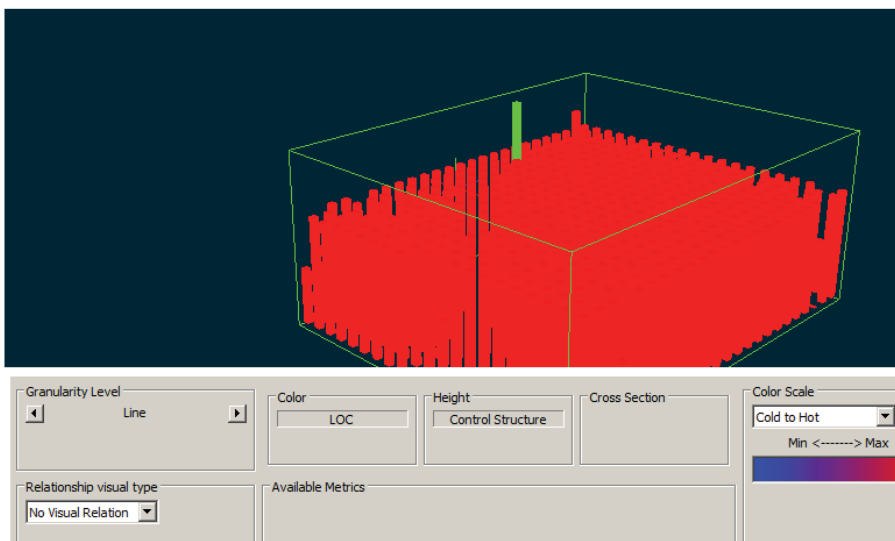 Granularity Level
Line
Color
LOC
Height
Control Structure
Cross Section
Color Scale
Cold to Hot
Min <-------> Max
Relationship visual type
No Visual Relation
Available Metrics